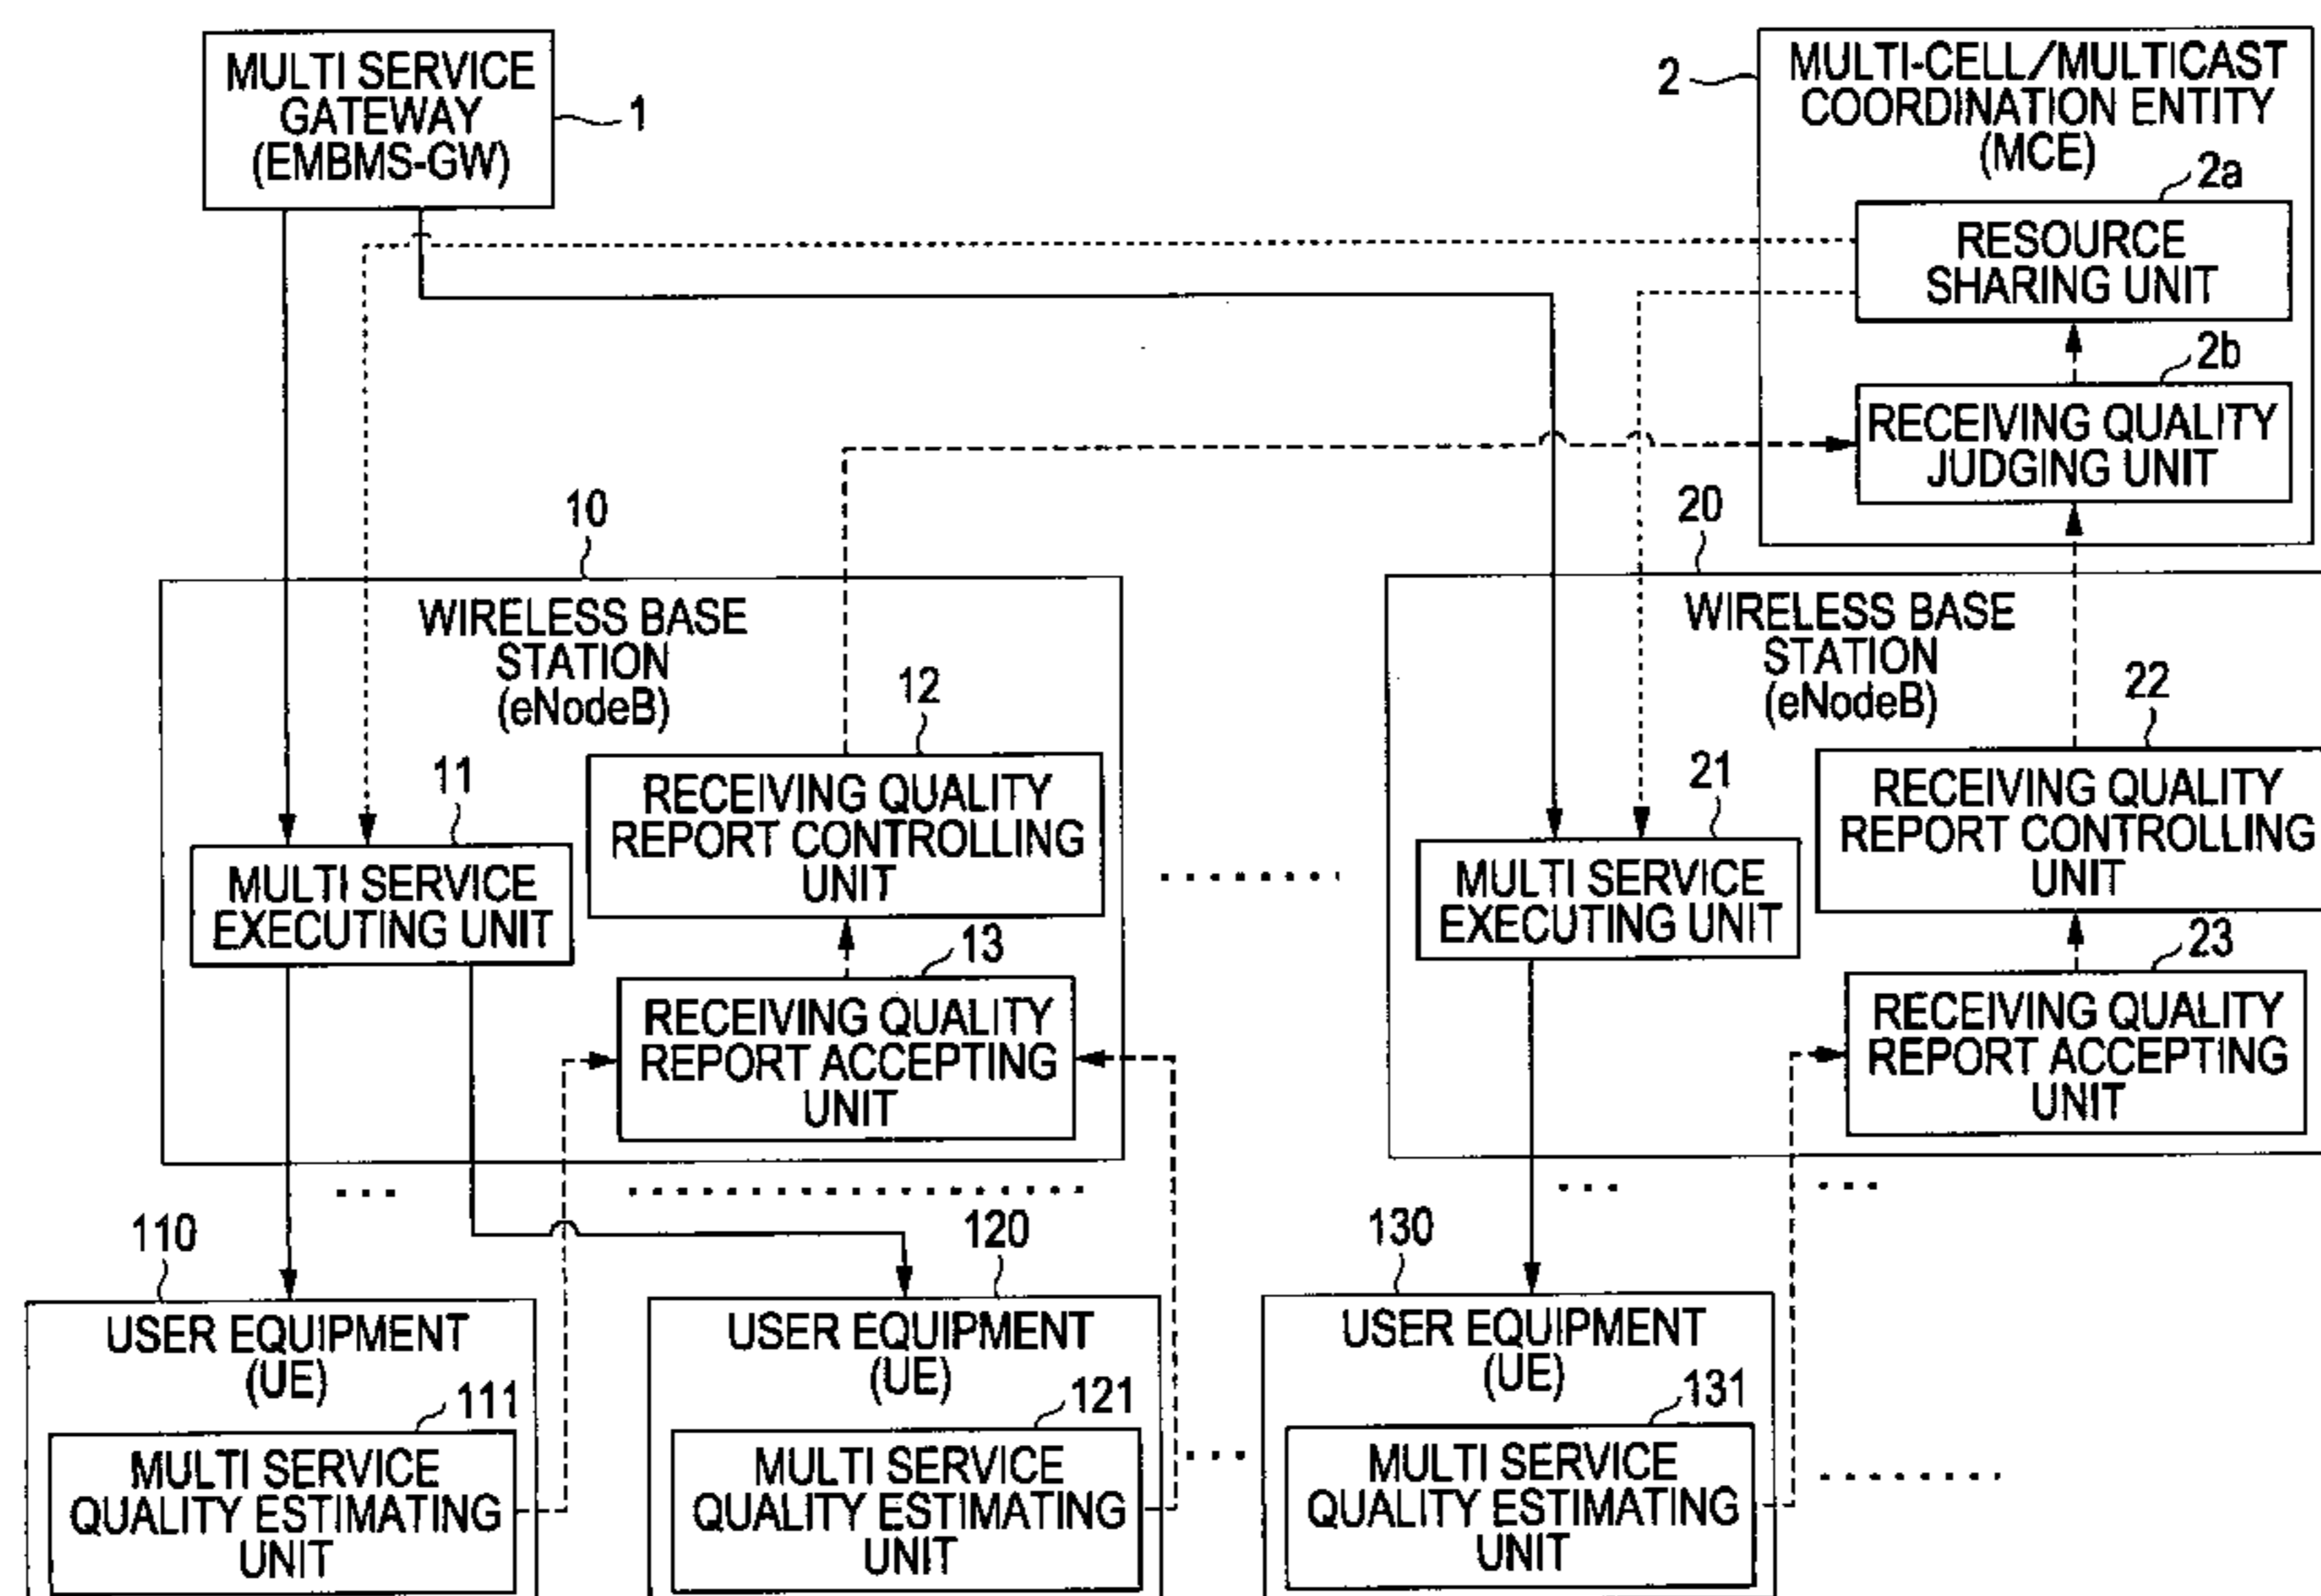 MULTI SERVICE
GATEWAY
(EMBMS-GW)
1
2
MULTI-CELL/MULTICAST
COORDINATION ENTITY
(MCE)
2a
RESOURCE
SHARING UNIT
2b
RECEIVING QUALITY
JUDGING UNIT
10
WIRELESS BASE
STATION
(eNodeB)
11
MULTI SERVICE
EXECUTING UNIT
12
RECEIVING QUALITY
REPORT CONTROLLING
UNIT
13
RECEIVING QUALITY
REPORT ACCEPTING
UNIT
20
WIRELESS BASE
STATION
(eNodeB)
21
MULTI SERVICE
EXECUTING UNIT
22
RECEIVING QUALITY
REPORT CONTROLLING
UNIT
23
RECEIVING QUALITY
REPORT ACCEPTING
UNIT
110
USER EQUIPMENT
(UE)
111
MULTI SERVICE
QUALITY ESTIMATING
UNIT
120
USER EQUIPMENT
(UE)
121
MULTI SERVICE
QUALITY ESTIMATING
UNIT
130
USER EQUIPMENT
(UE)
131
MULTI SERVICE
QUALITY ESTIMATING
UNIT